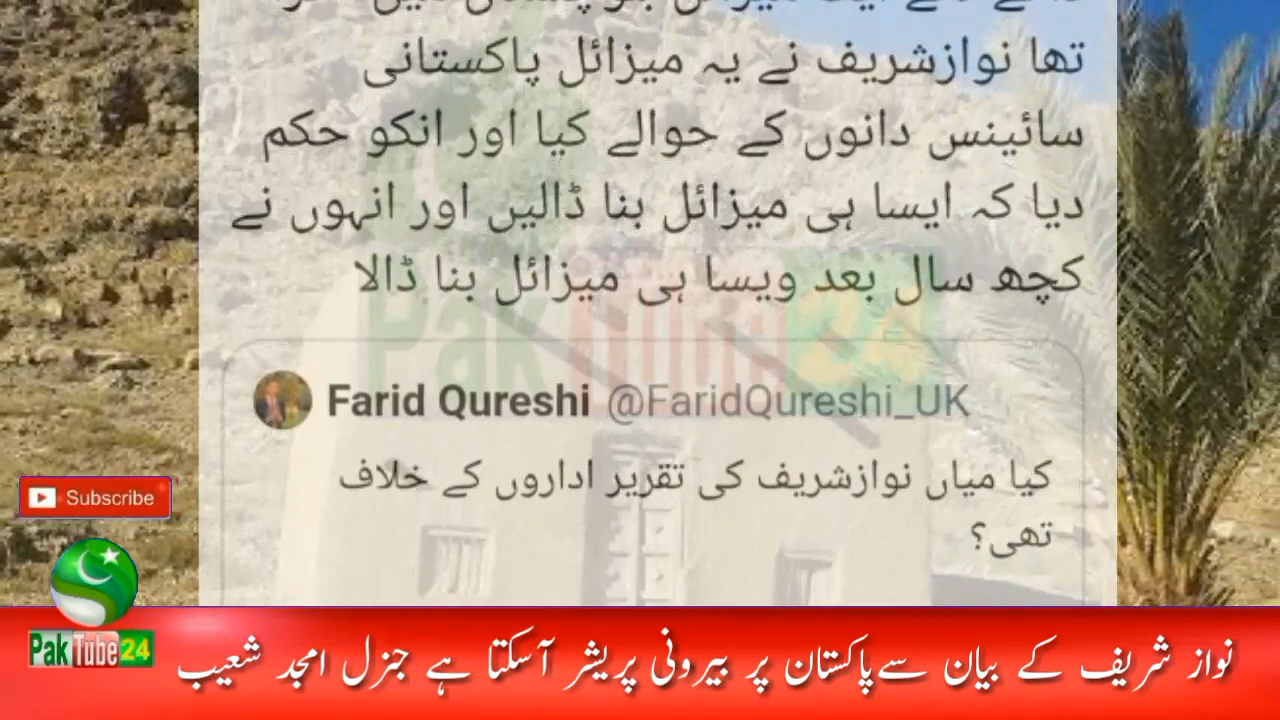 تھا نوازشریف نے یہ میزائل پاکستانی
سائینس دانوں کے حوالے کیا اور انکو حکم
دیا کہ ایسا ہی میزائل بنا ڈالیں اور انہوں نے
کچھ سال بعد ویسا ہی میزائل بنا ڈالا
PakTube24
Farid Qureshi @FaridQureshi_UK
کیا میاں نوازشریف کی تقریر اداروں کے خلاف
تھی؟
Subscribe
PakTube24
نواز شریف کے بیان سے پاکستان پر بیرونی پریشر آسکتا ہے جنرل امجد شعیب